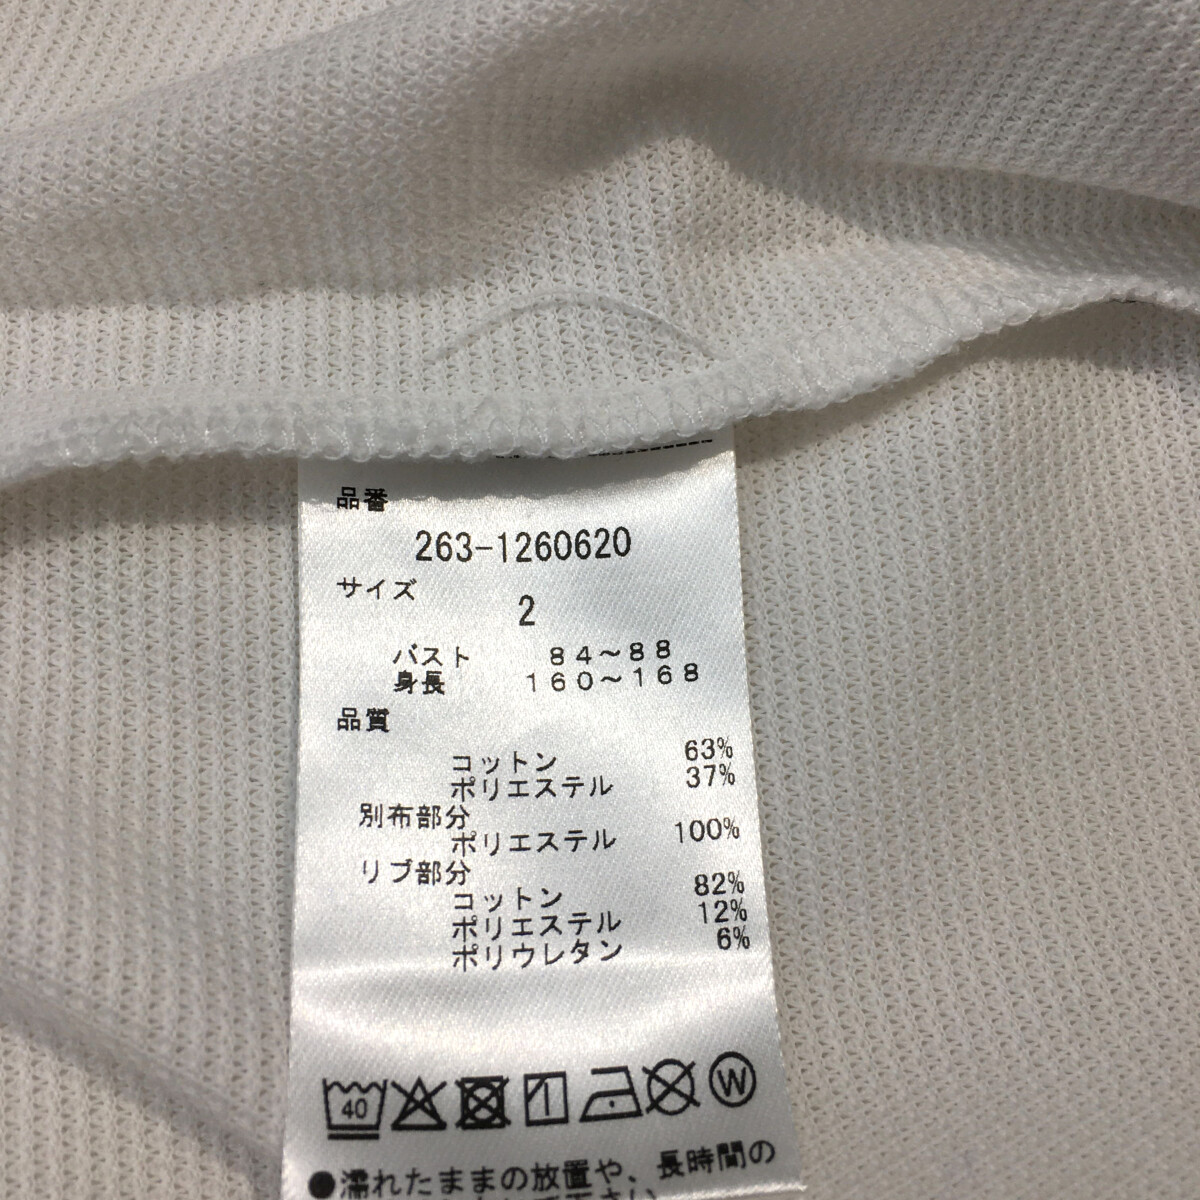 品番
263-1260620
サイズ
2
バスト 84～88
身長 160～168
品質
コットン 63%
ポリエステル 37%
別布部分
ポリエステル 100%
リブ部分
コットン 82%
ポリエステル 12%
ポリウレタン 6%
40 W
●濡れたままの放置や、長時間の